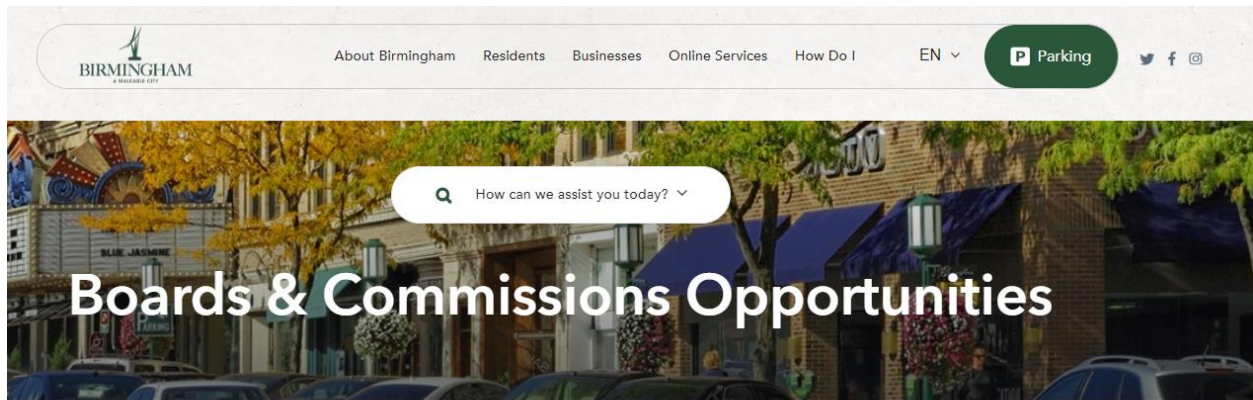 BIRMINGHAM
A WALKABLE CITY
About Birmingham Residents Businesses Online Services How Do I EN P Parking
How can we assist you today?
BLUE JASMINE
Boards & Commissions Opportunities
PARKING